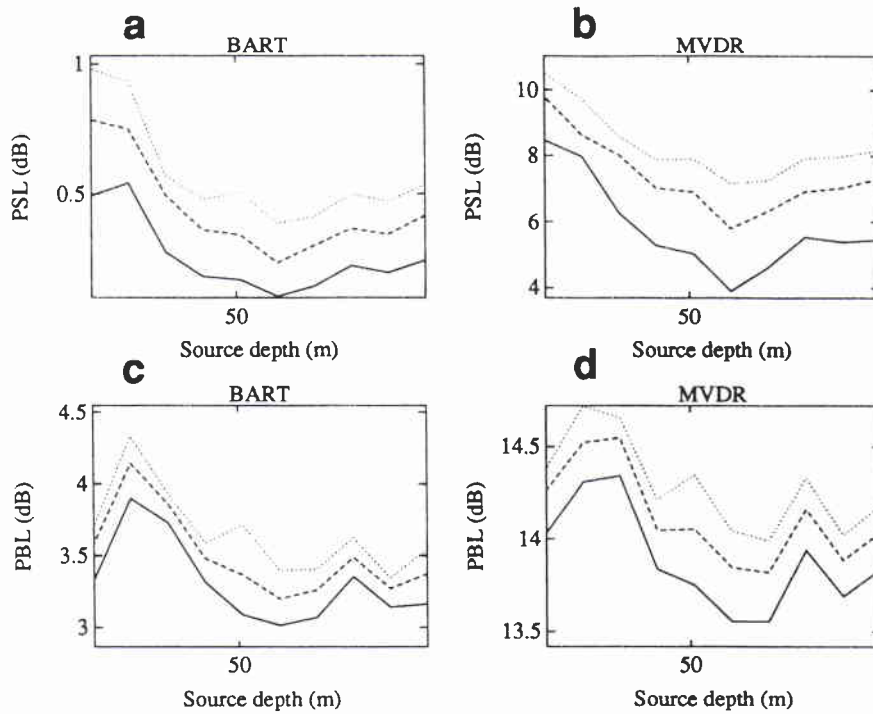 a
BART
1
0.5
PSL (dB)
50
Source depth (m)
b
MVDR
10
8
6
4
PSL (dB)
50
Source depth (m)
c
BART
4.5
4
3.5
3
PBL (dB)
50
Source depth (m)
d
MVDR
14.5
14
13.5
PBL (dB)
50
Source depth (m)